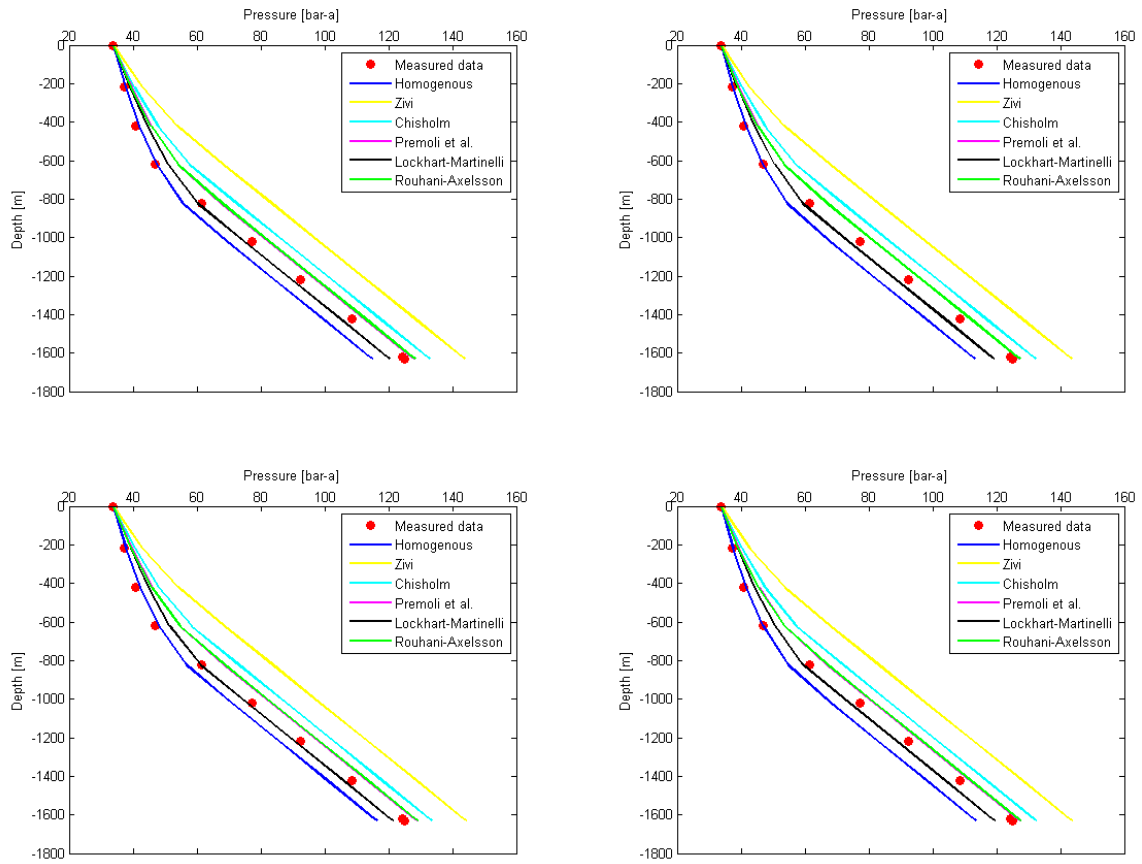 Pressure [bar-a]
20 40 60 80 100 120 140 160
0
-200
-400
-600
-800
-1000
-1200
-1400
-1600
-1800
Depth [m]
Measured data
Homogenous
Zivi
Chisholm
Premoli et al.
Lockhart-Martinelli
Rouhani-Axelsson
Pressure [bar-a]
20 40 60 80 100 120 140 160
0
-200
-400
-600
-800
-1000
-1200
-1400
-1600
-1800
Depth [m]
Measured data
Homogenous
Zivi
Chisholm
Premoli et al.
Lockhart-Martinelli
Rouhani-Axelsson
Pressure [bar-a]
20 40 60 80 100 120 140 160
0
-200
-400
-600
-800
-1000
-1200
-1400
-1600
-1800
Depth [m]
Measured data
Homogenous
Zivi
Chisholm
Premoli et al.
Lockhart-Martinelli
Rouhani-Axelsson
Pressure [bar-a]
20 40 60 80 100 120 140 160
0
-200
-400
-600
-800
-1000
-1200
-1400
-1600
-1800
Depth [m]
Measured data
Homogenous
Zivi
Chisholm
Premoli et al.
Lockhart-Martinelli
Rouhani-Axelsson